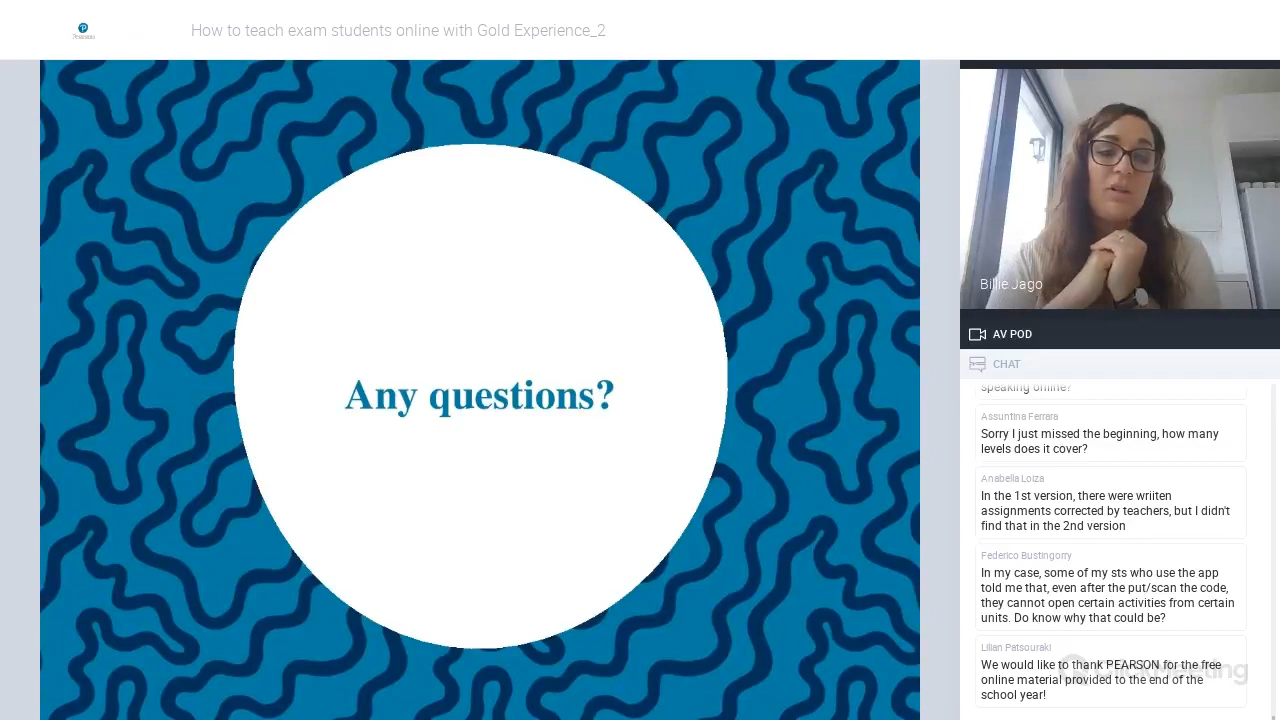 Pearson
How to teach exam students online with Gold Experience_2
Any questions?
Billie Jago
AV POD
CHAT
speaking online?
Assuntina Ferrara
Sorry I just missed the beginning, how many
levels does it cover?
Anabella Loiza
In the 1st version, there were wriiten
assignments corrected by teachers, but I didn't
find that in the 2nd version
Federico Bustingorry
In my case, some of my sts who use the app
told me that, even after the put/scan the code,
they cannot open certain activities from certain
units. Do know why that could be?
Lilian Patsouraki
We would like to thank PEARSON for the free
online material provided to the end of the
school year!